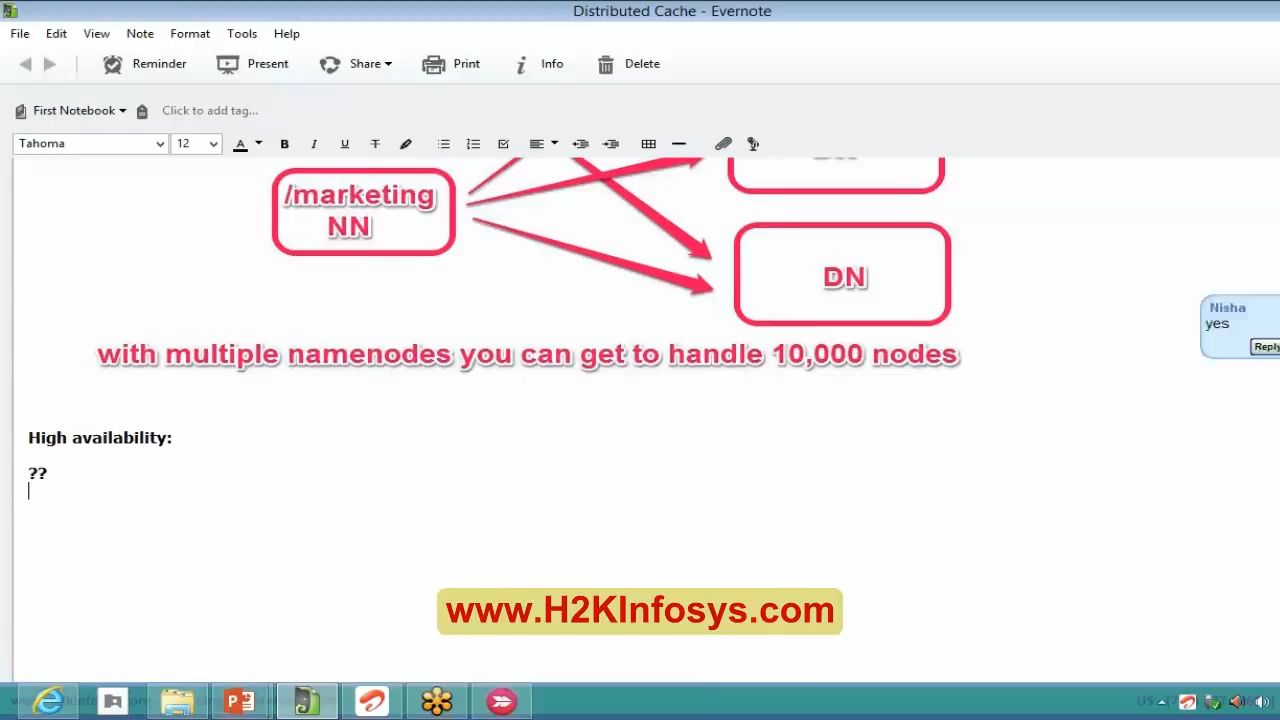 Distributed Cache - Evernote
File Edit View Note Format Tools Help
Reminder Present Share Print Info Delete
First Notebook Click to add tag...
Tahoma 12 A B I U T
/marketing
NN
DN
with multiple namenodes you can get to handle 10,000 nodes
Nisha
yes
Reply
High availability:
??
www.H2KInfosys.com